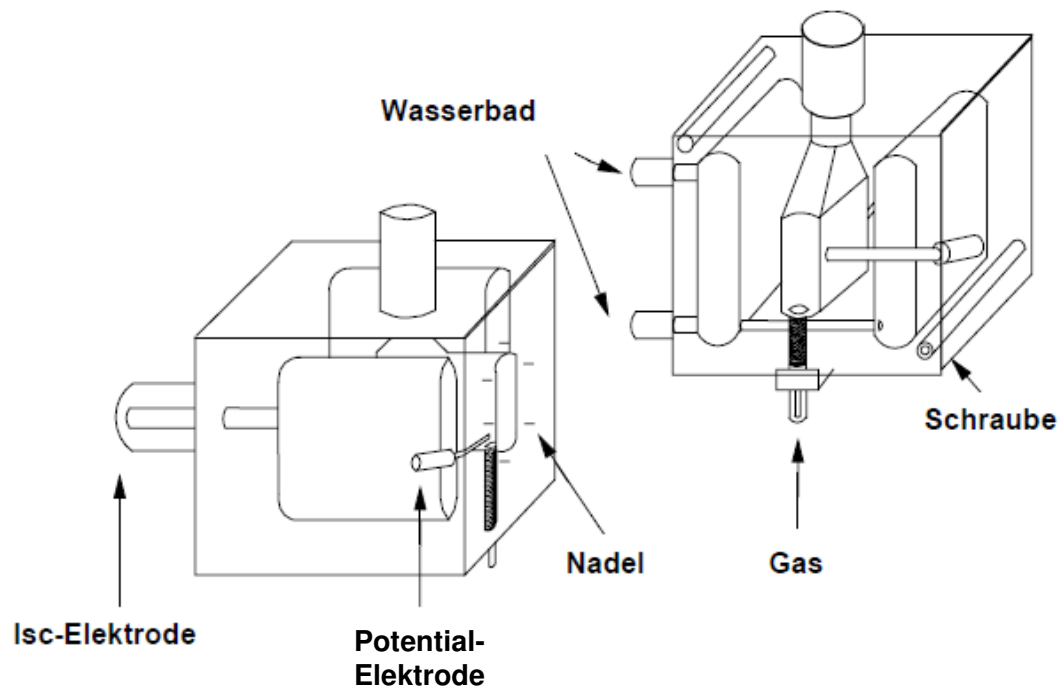 Wasserbad
Schraube
Nadel
Gas
Isc-Elektrode
Potential-
Elektrode